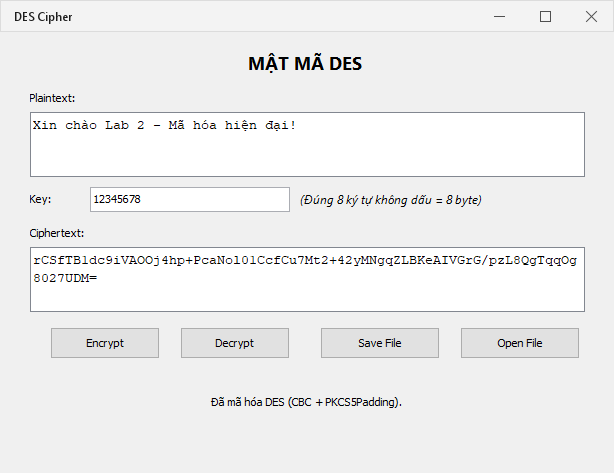 DES Cipher
MẬT MÃ DES
Plaintext:
Xin chào Lab 2 – Mã hóa hiện đại!
Key:
12345678
(Đúng 8 ký tự không dấu = 8 byte)
Ciphertext:
rCSfTBldc9iVAOOj4hp+PcaNol01CcfCu7Mt2+42yMNgqZLBKeAIVGrG/pzL8QgTqqOg
8027UDM=
Encrypt
Decrypt
Save File
Open File
Đã mã hóa DES (CBC + PKCS5Padding).